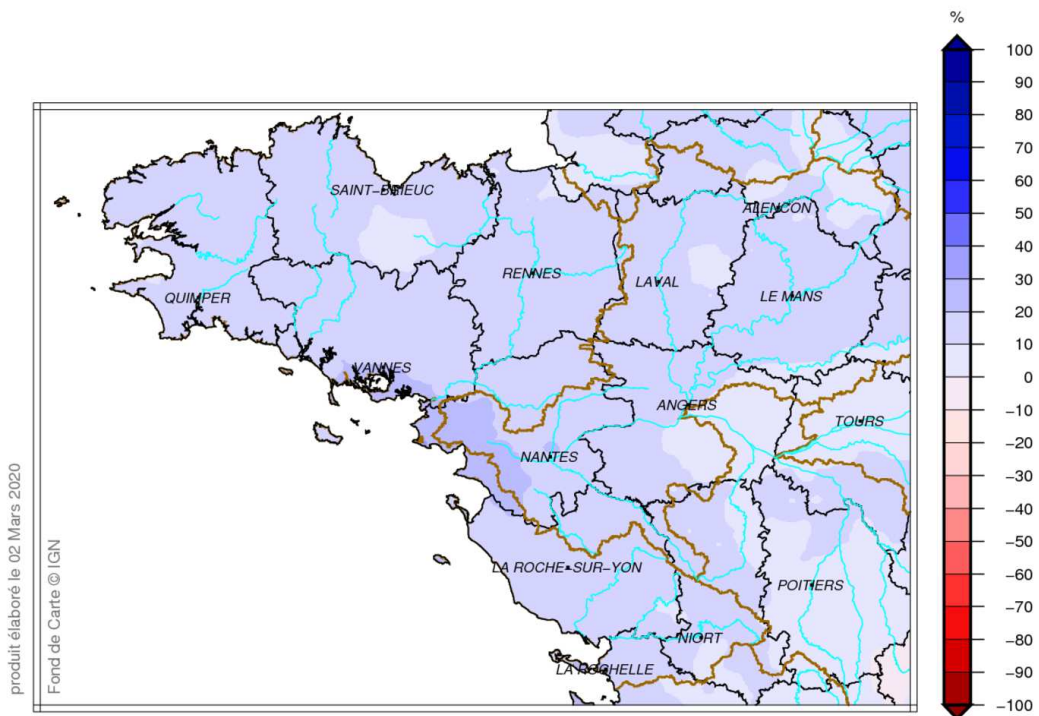 %
100
90
80
70
60
50
40
30
20
10
0
−10
−20
−30
−40
−50
−60
−70
−80
−90
−100
SAINT−BRIEUC
ALENCON
RENNES
LAVAL
QUIMPER
LE MANS
VANNES
ANGERS
TOURS
NANTES
LA ROCHE−SUR−YON
POITIERS
NIORT
LA ROCHELLE
produit élaboré le 02 Mars 2020
Fond de Carte © IGN